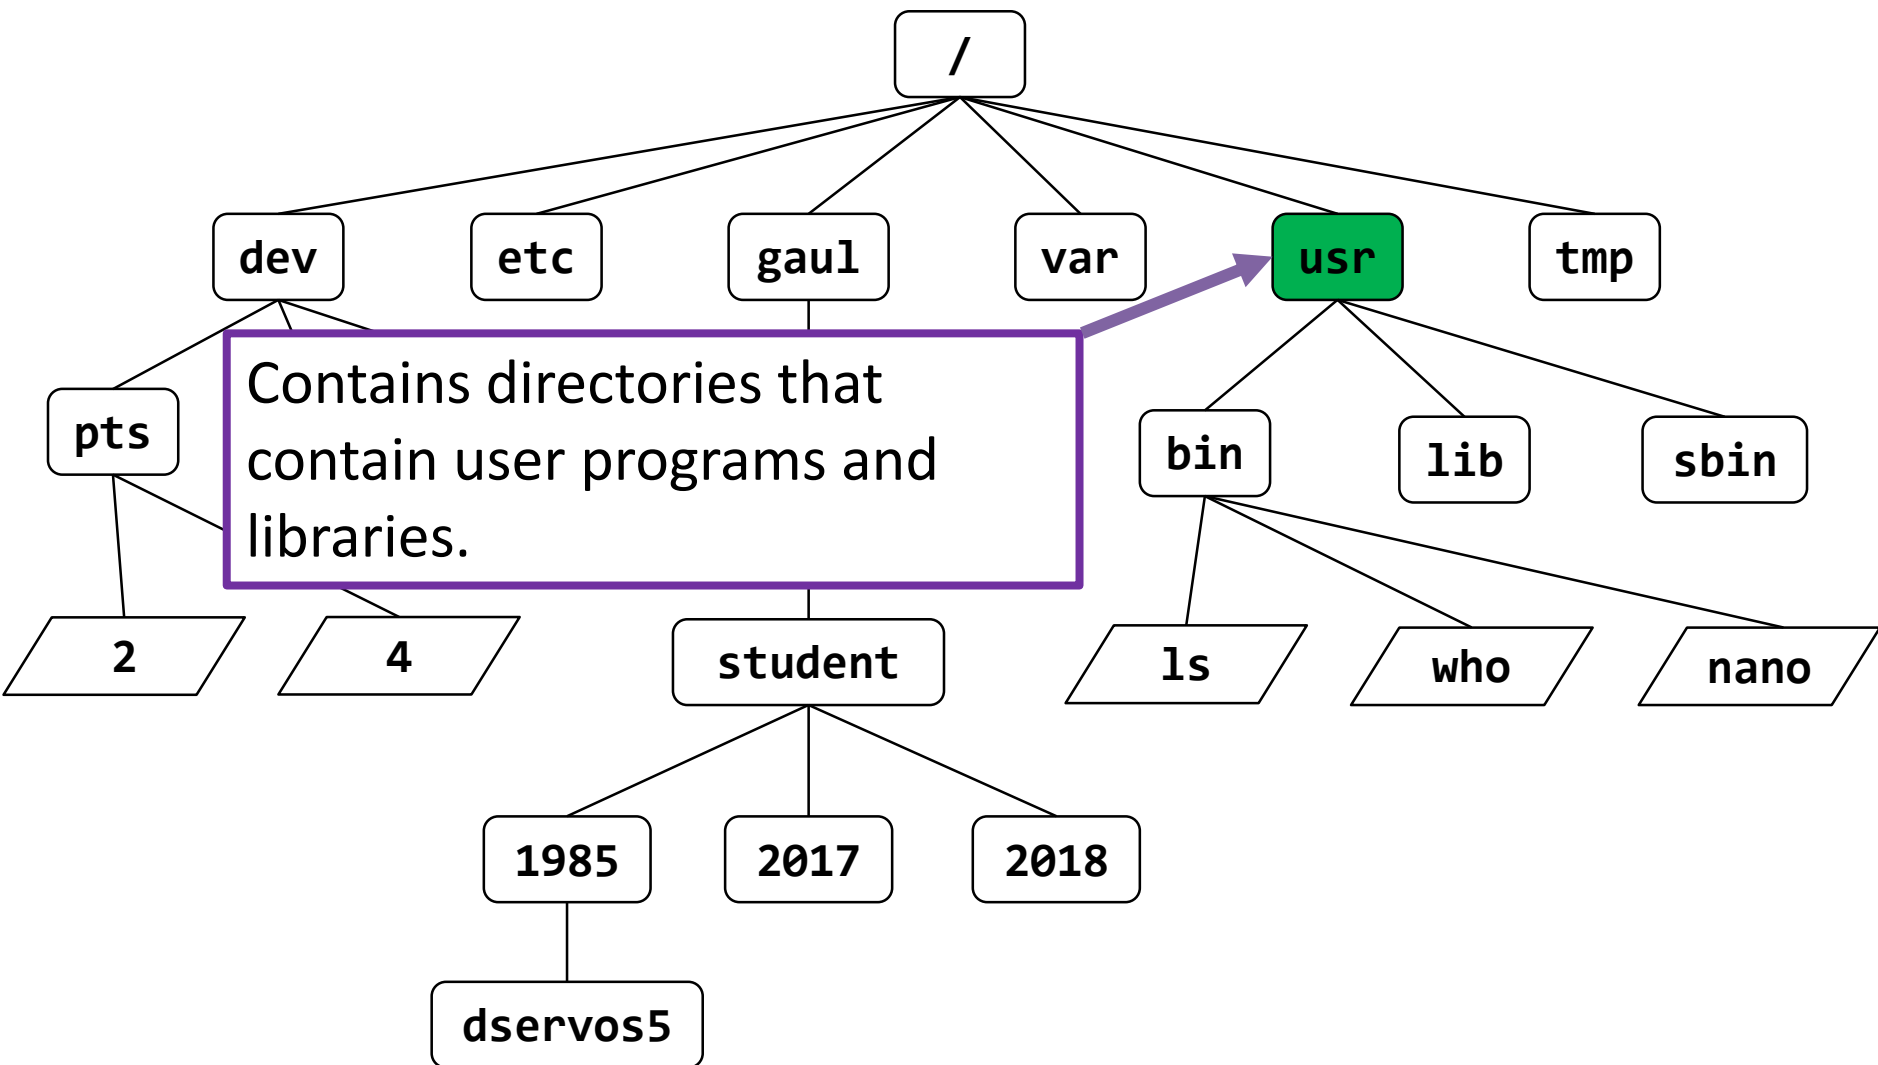 /
dev etc gaul var usr tmp
Contains directories that
contain user programs and
libraries.
pts bin lib sbin
2 4 student ls who nano
1985 2017 2018
dservos5